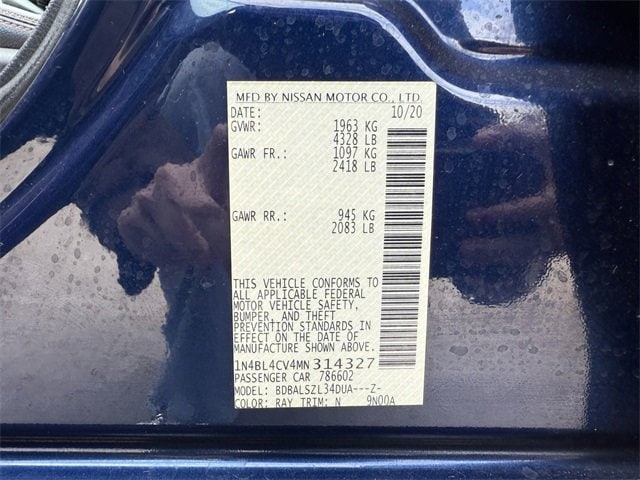 MFD BY NISSAN MOTOR CO., LTD.
DATE: 10/20
GVWR: 1963 KG
4328 LB
GAWR FR.: 1097 KG
2418 LB
GAWR RR.: 945 KG
2083 LB
THIS VEHICLE CONFORMS TO
ALL APPLICABLE FEDERAL
MOTOR VEHICLE SAFETY,
BUMPER, AND THEFT
PREVENTION STANDARDS IN
EFFECT ON THE DATE OF
MANUFACTURE SHOWN ABOVE.
1N4BL4CV4MN314327
PASSENGER CAR 786602
MODEL: BDBALSZL34DUA---Z-
COLOR: RAY TRIM: N 9N00A